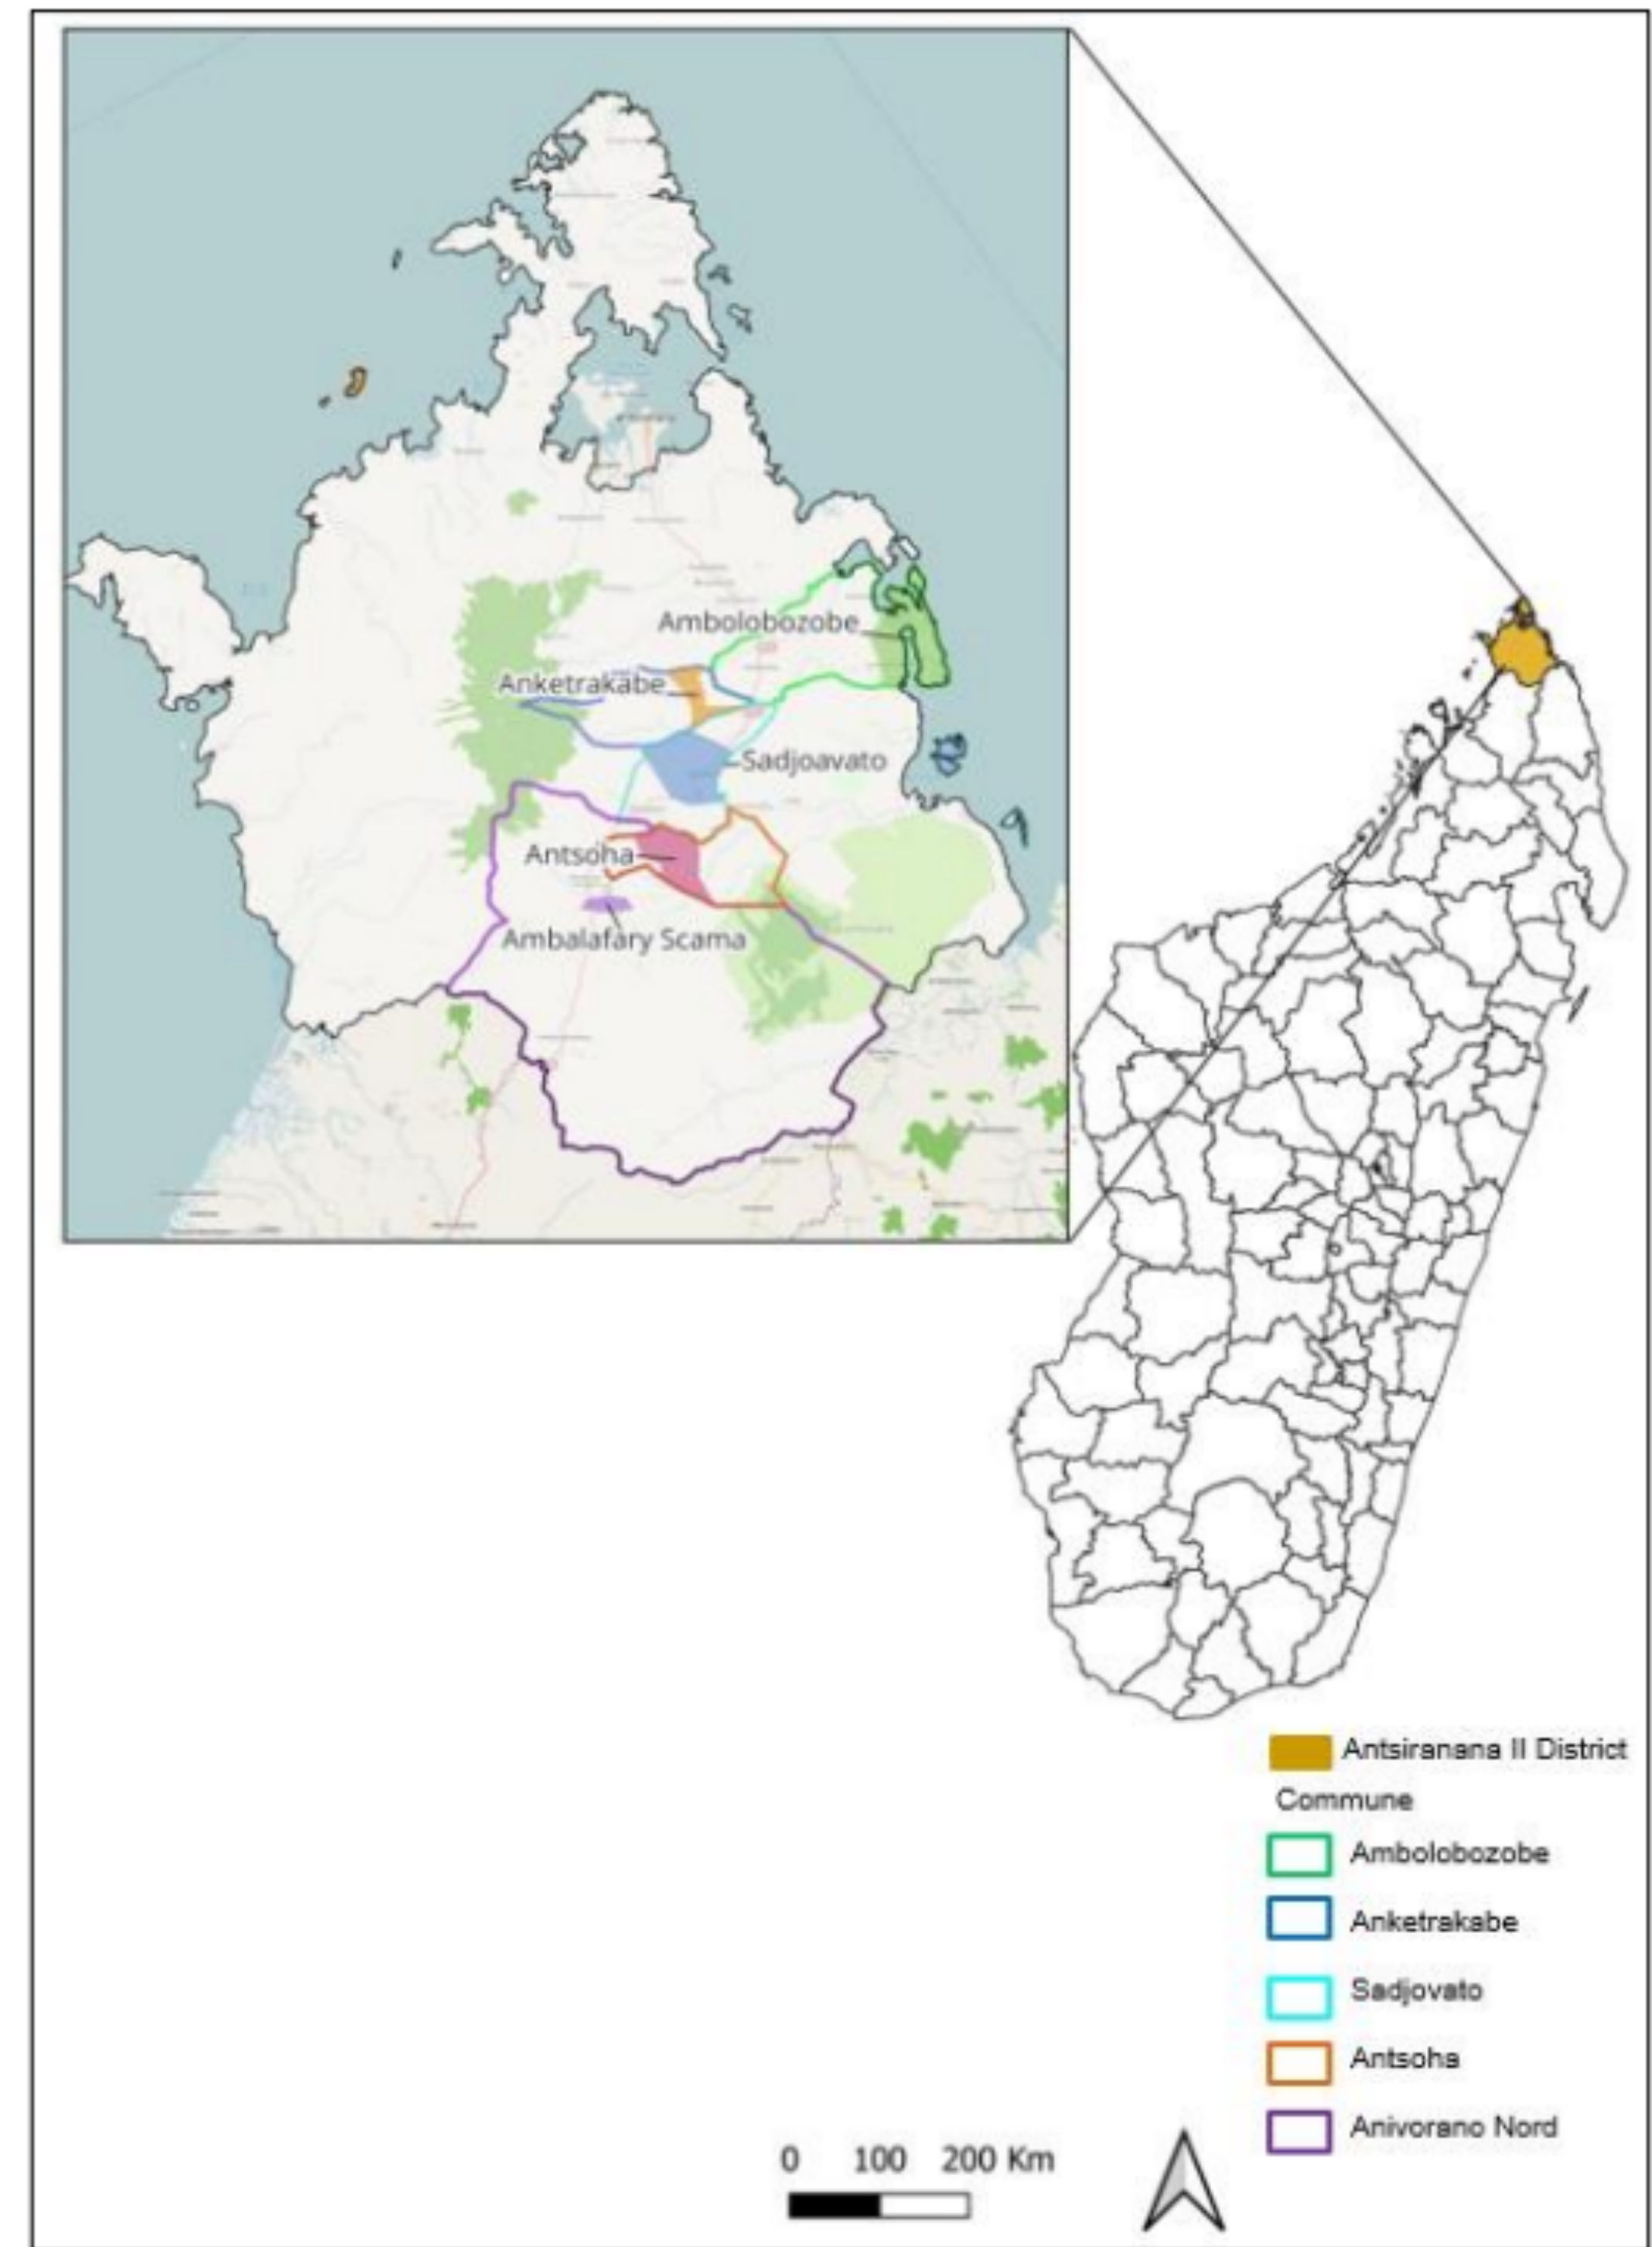 Ambolobozobe
Anketrakabe
Sadjoavato
Antsoha
Ambalafary Scama
Antsiranana II District
Commune
Ambolobozobe
Anketrakabe
Sadjovato
Antsoha
Anivorano Nord
0 100 200 Km